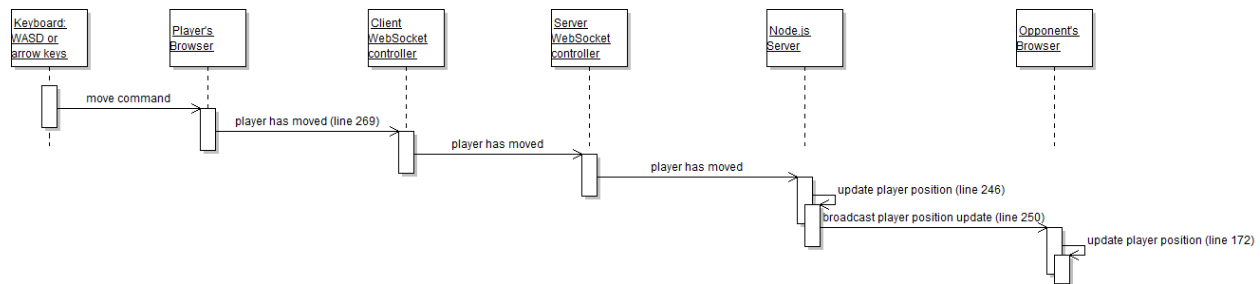 Keyboard:
WASD or
arrow keys
Player's
Browser
Client
WebSocket
controller
Server
WebSocket
controller
Node.js
Server
Opponent's
Browser
move command
player has moved (line 269)
player has moved
player has moved
update player position (line 246)
broadcast player position update (line 250)
update player position (line 172)